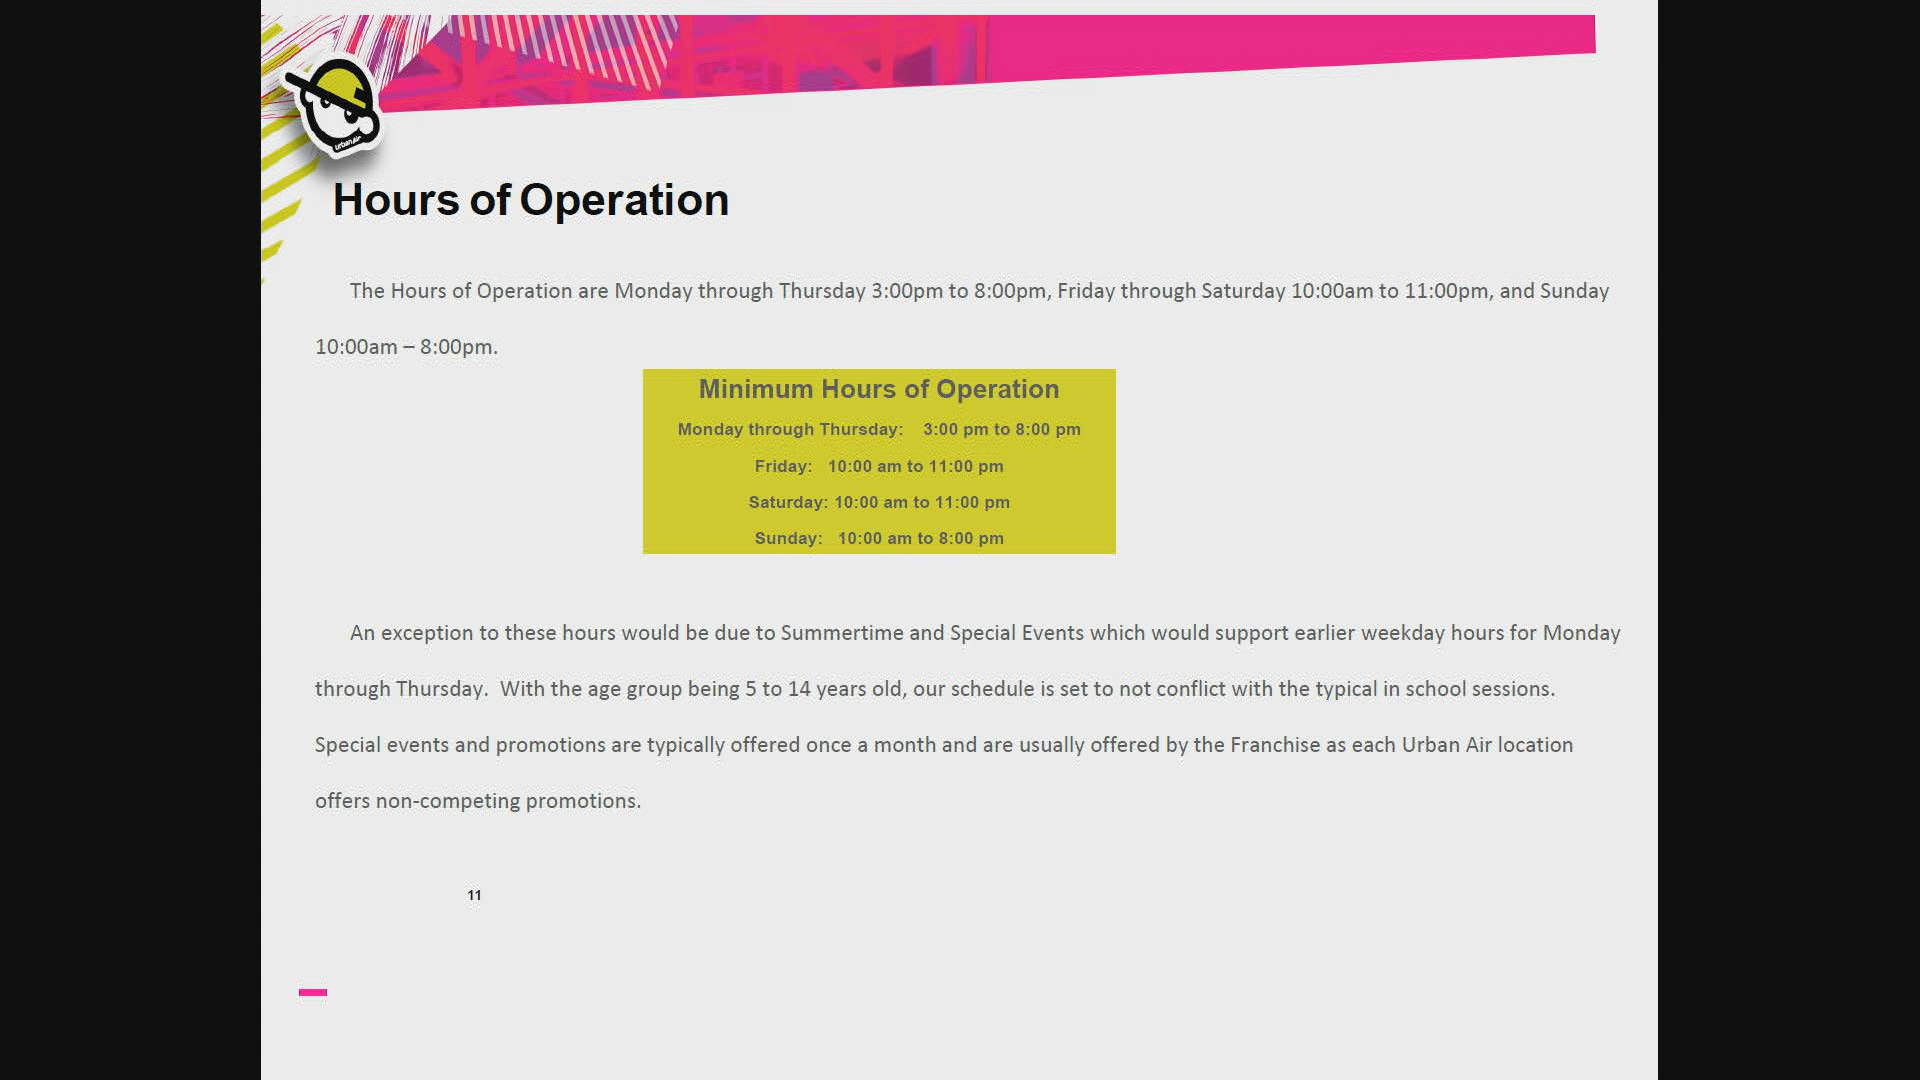 urbanair
Hours of Operation
The Hours of Operation are Monday through Thursday 3:00pm to 8:00pm, Friday through Saturday 10:00am to 11:00pm, and Sunday
10:00am – 8:00pm.
Minimum Hours of Operation
Monday through Thursday: 3:00 pm to 8:00 pm
Friday: 10:00 am to 11:00 pm
Saturday: 10:00 am to 11:00 pm
Sunday: 10:00 am to 8:00 pm
An exception to these hours would be due to Summertime and Special Events which would support earlier weekday hours for Monday
through Thursday. With the age group being 5 to 14 years old, our schedule is set to not conflict with the typical in school sessions.
Special events and promotions are typically offered once a month and are usually offered by the Franchise as each Urban Air location
offers non-competing promotions.
11